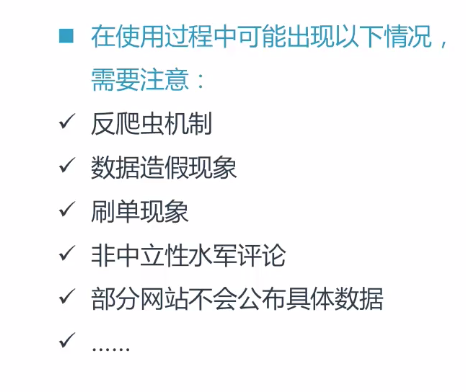 ■ 在使用过程中可能出现以下情况，
需要注意：
✓ 反爬虫机制
✓ 数据造假现象
✓ 刷单现象
✓ 非中立性水军评论
✓ 部分网站不会公布具体数据
✓ ……